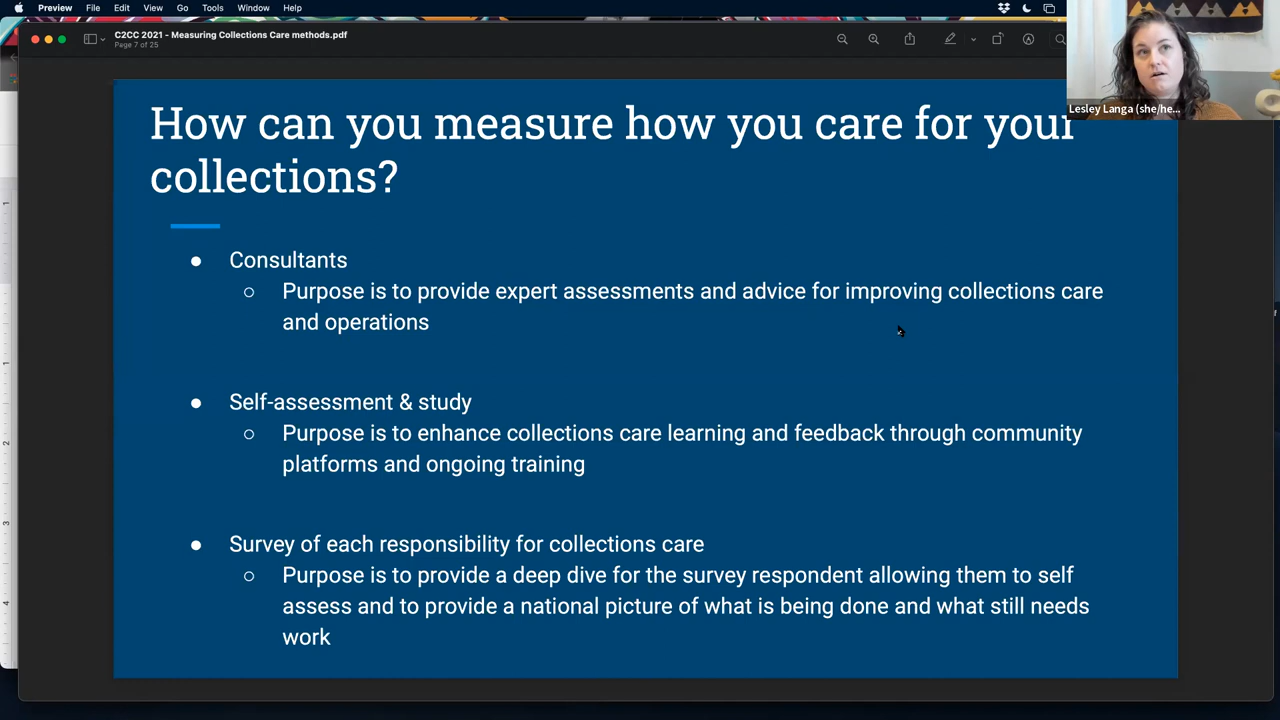 Preview File Edit View Go Tools Window Help
C2CC 2021 - Measuring Collections Care methods.pdf
Page 7 of 25
Lesley Langa (she/he...
How can you measure how you care for your
collections?
● Consultants
○ Purpose is to provide expert assessments and advice for improving collections care
and operations
● Self-assessment & study
○ Purpose is to enhance collections care learning and feedback through community
platforms and ongoing training
● Survey of each responsibility for collections care
○ Purpose is to provide a deep dive for the survey respondent allowing them to self
assess and to provide a national picture of what is being done and what still needs
work
1
1
2
3
4